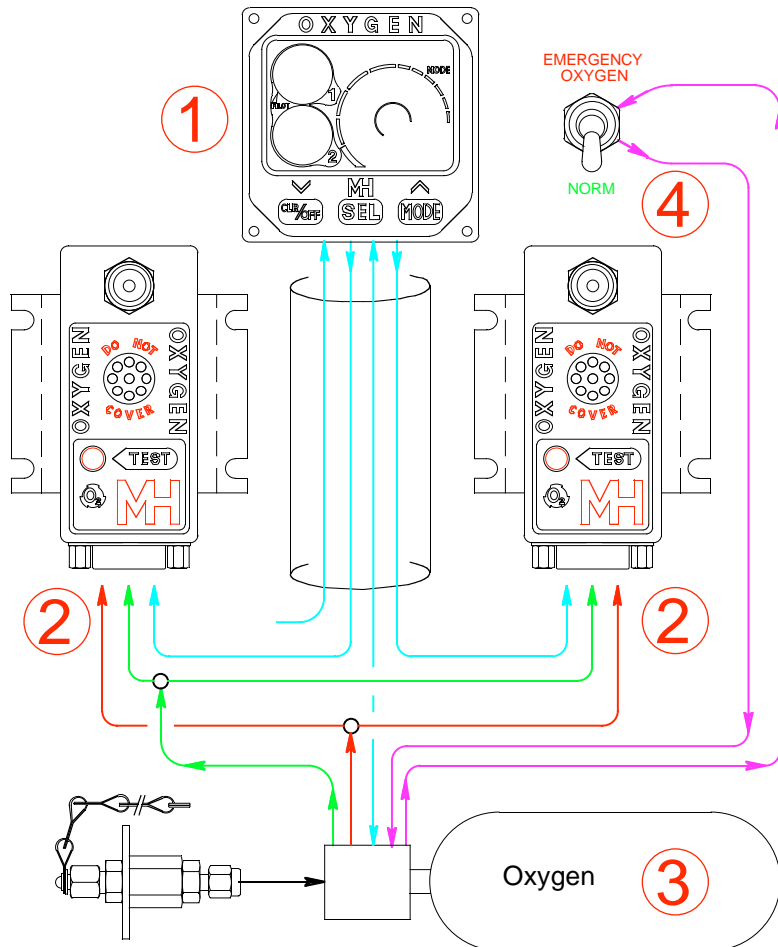 OXYGEN
1
MODE
TEST
1
2
MH
CLR/OFF
SEL
MODE
EMERGENCY
OXYGEN
NORM
4
DO NOT
COVER
OXYGEN
OXYGEN
TEST
O2
MH
DO NOT
COVER
OXYGEN
OXYGEN
TEST
O2
MH
2
2
Oxygen
3